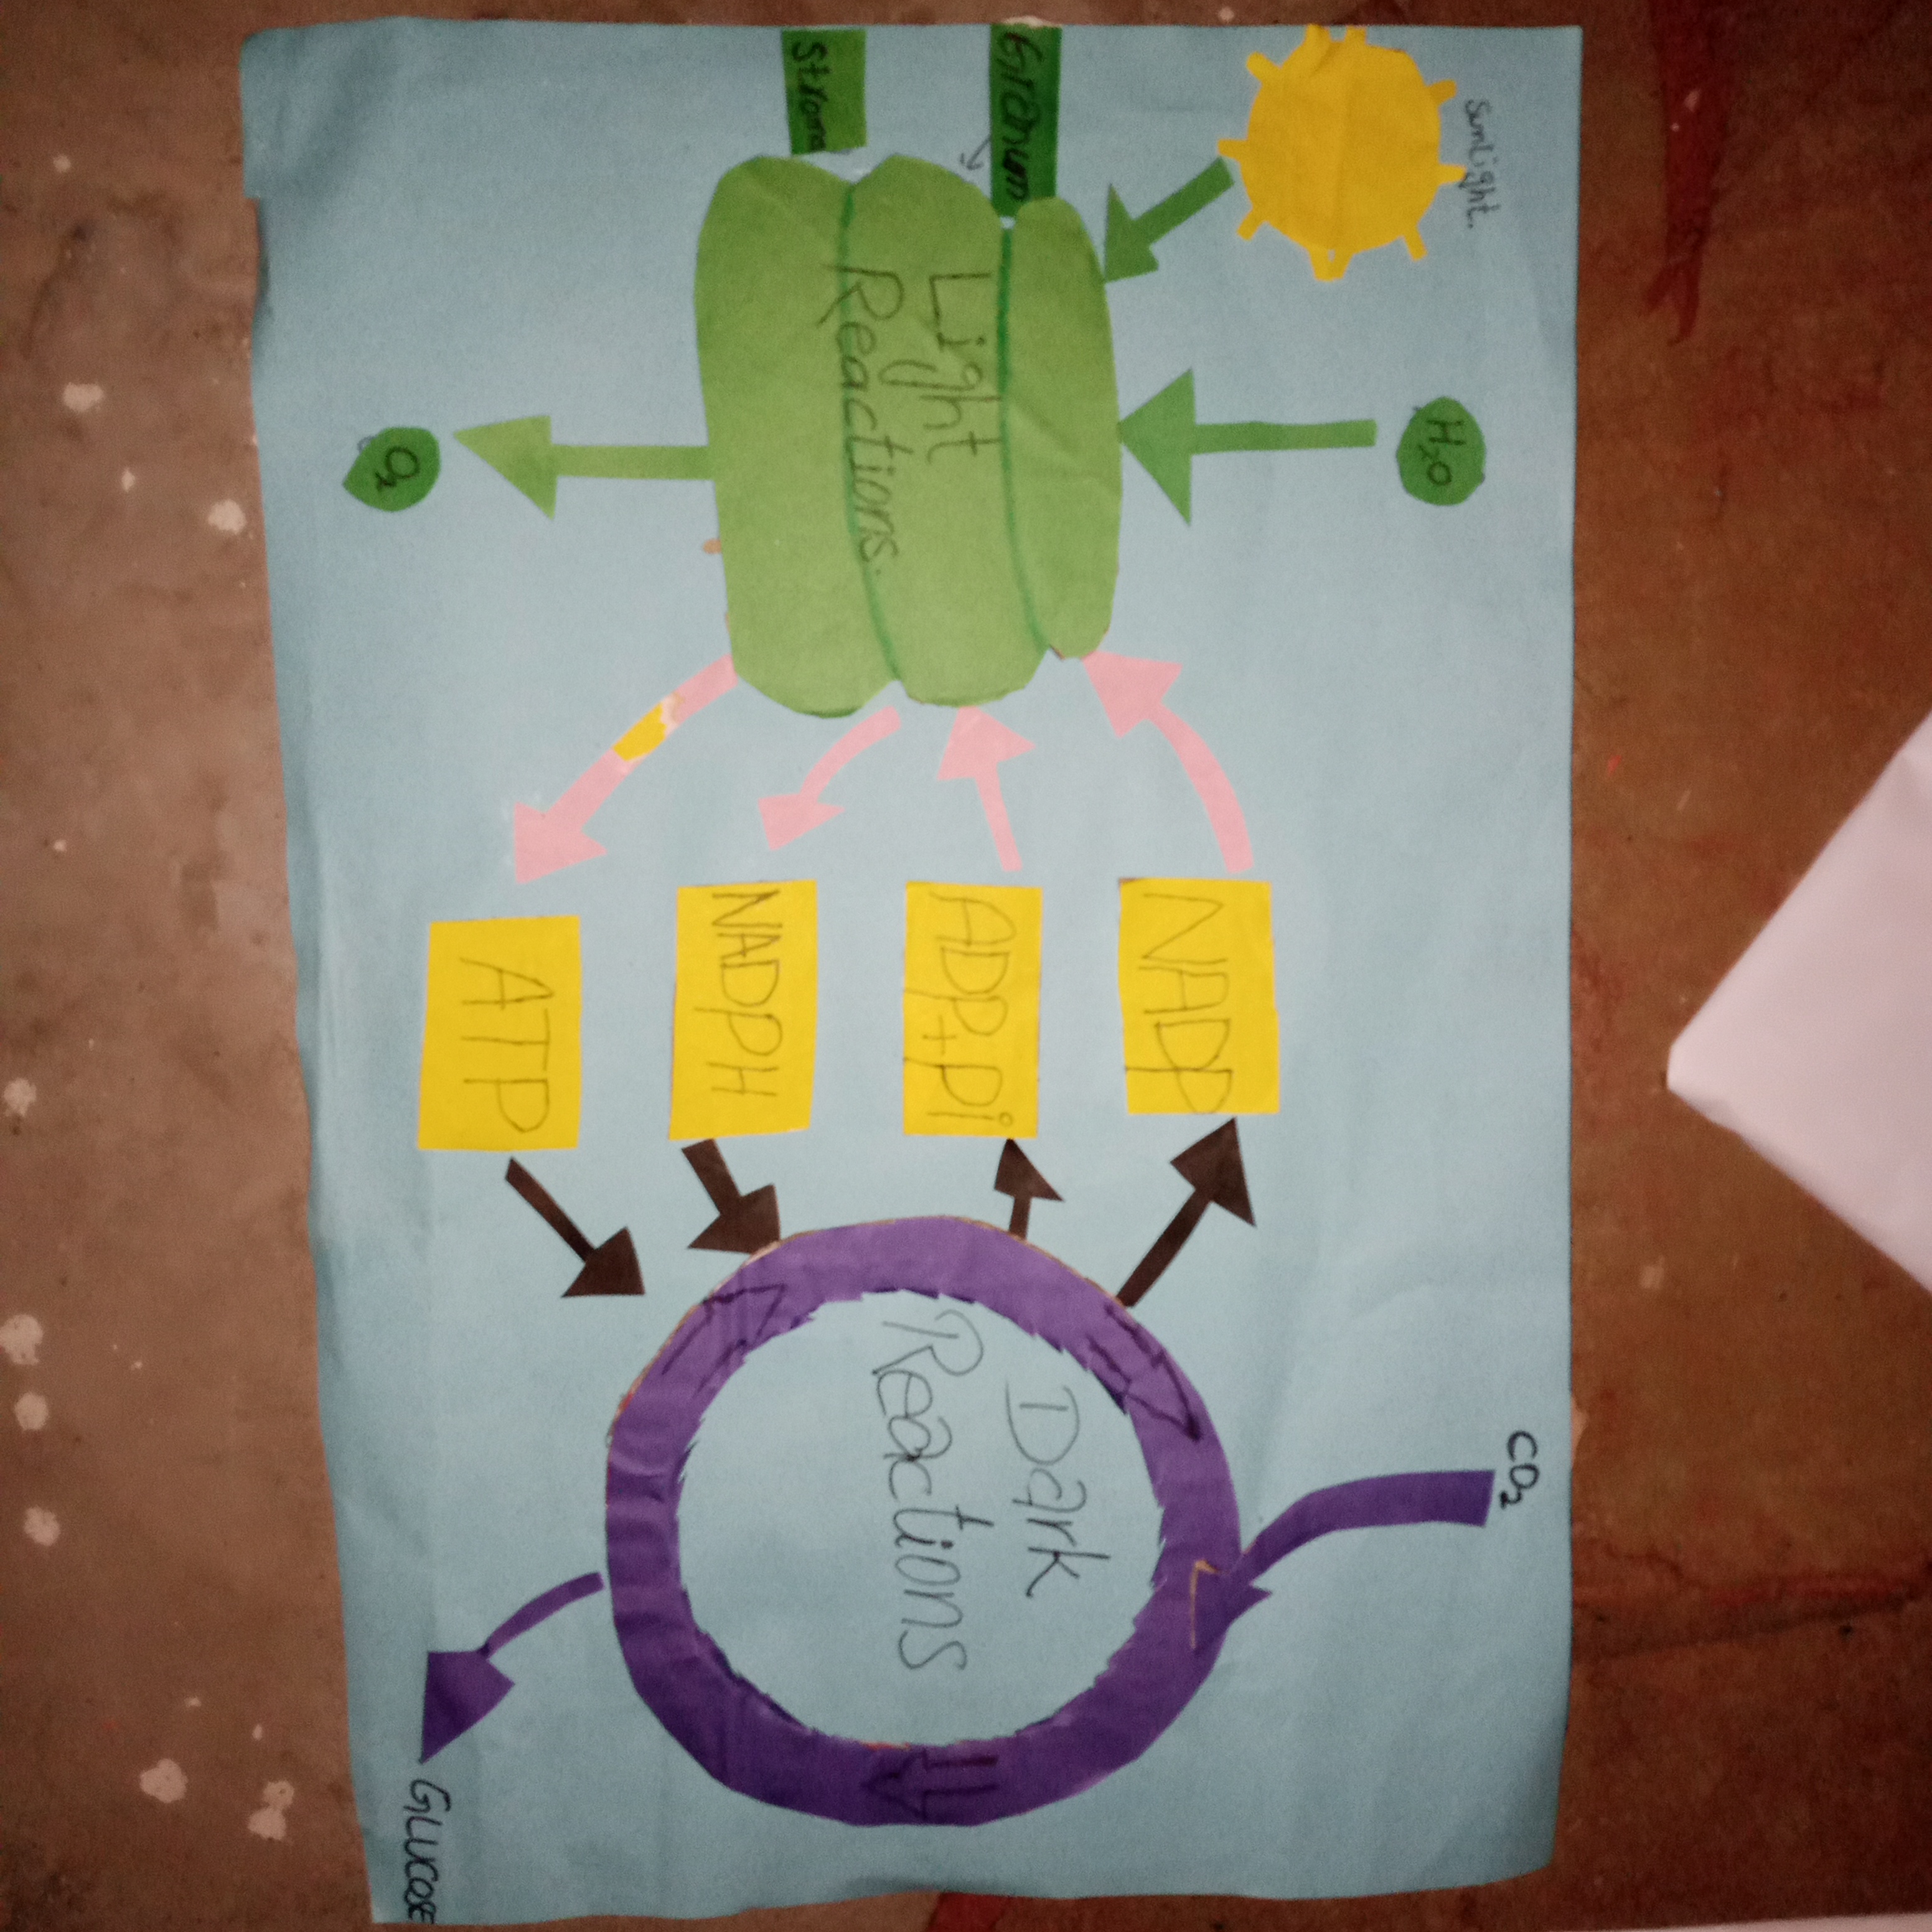 SunLight.
H₂O
CO₂
Granum
Stroma
Light
Reactions.
NADP
ADP+Pi
NADPH
ATP
Dark
Reactions
O₂
GLUCOSE